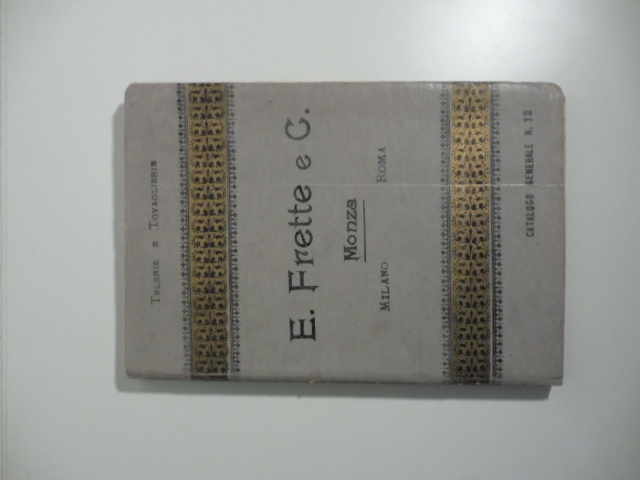 TELERIE E TOVAGLIERIE
E. Frette e C.
Monza
MILANO ROMA
CATALOGO GENERALE N. 12